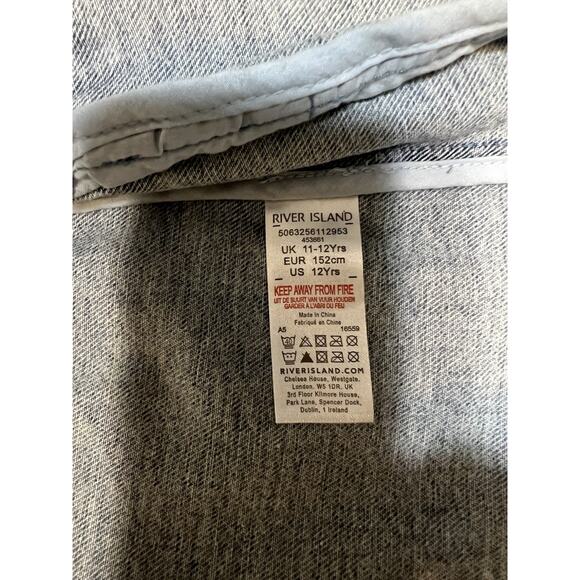 RIVER ISLAND
5063256112953
453661
UK 11-12Yrs
EUR 152cm
US 12Yrs
KEEP AWAY FROM FIRE
UIT DE BUURT VAN VUUR HOUDEN
GARDER À L'ABRI DU FEU
Made in China
Fabriqué en Chine
A5 16559
RIVERISLAND.COM
Chelsea House, Westgate,
London. W5 1DR. UK
3rd Floor Kilmore House,
Park Lane, Spencer Dock,
Dublin, 1 Ireland